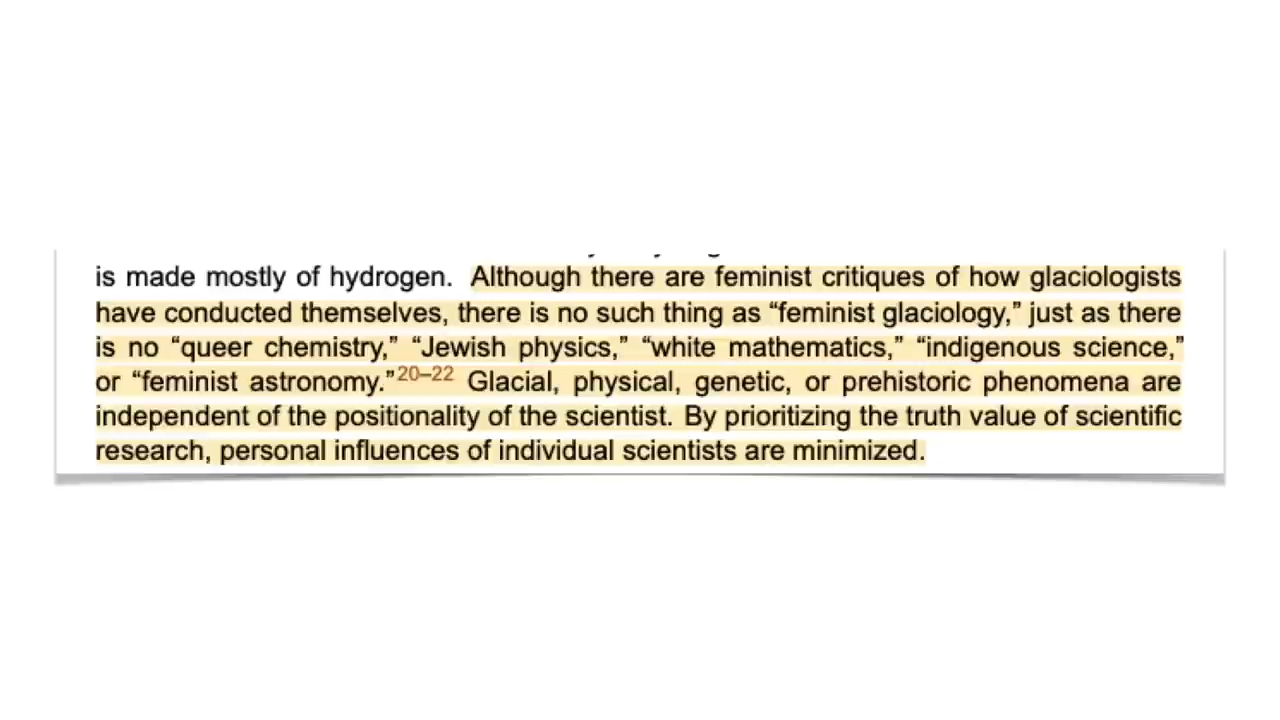 is made mostly of hydrogen. Although there are feminist critiques of how glaciologists
have conducted themselves, there is no such thing as “feminist glaciology,” just as there
is no “queer chemistry,” “Jewish physics,” “white mathematics,” “indigenous science,”
or “feminist astronomy.”20–22 Glacial, physical, genetic, or prehistoric phenomena are
independent of the positionality of the scientist. By prioritizing the truth value of scientific
research, personal influences of individual scientists are minimized.